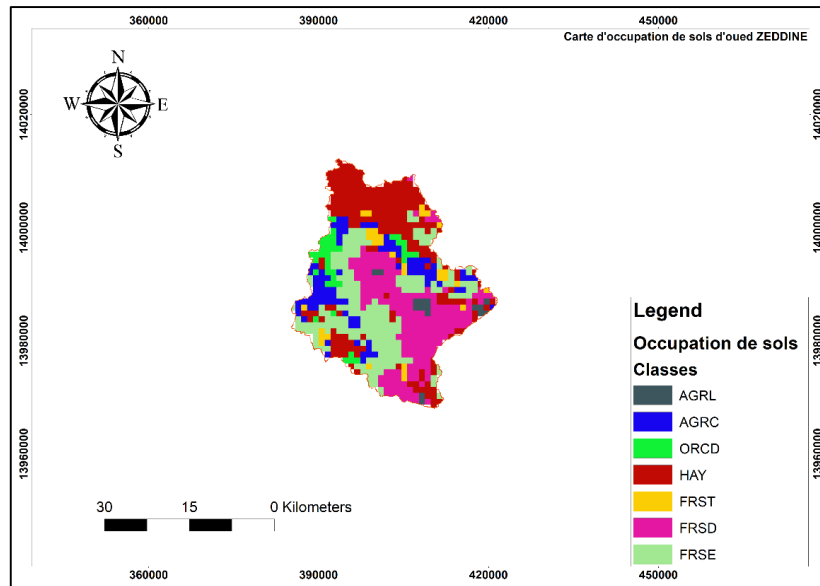 360000 390000 420000 450000
Carte d'occupation de sols d'oued ZEDDINE
N
W E
S
14020000 14020000
14000000 14000000
13980000 13980000
13960000 13960000
Legend
Occupation de sols
Classes
AGRL
AGRC
ORCD
HAY
FRST
FRSD
FRSE
30 15 0 Kilometers
360000 390000 420000 450000